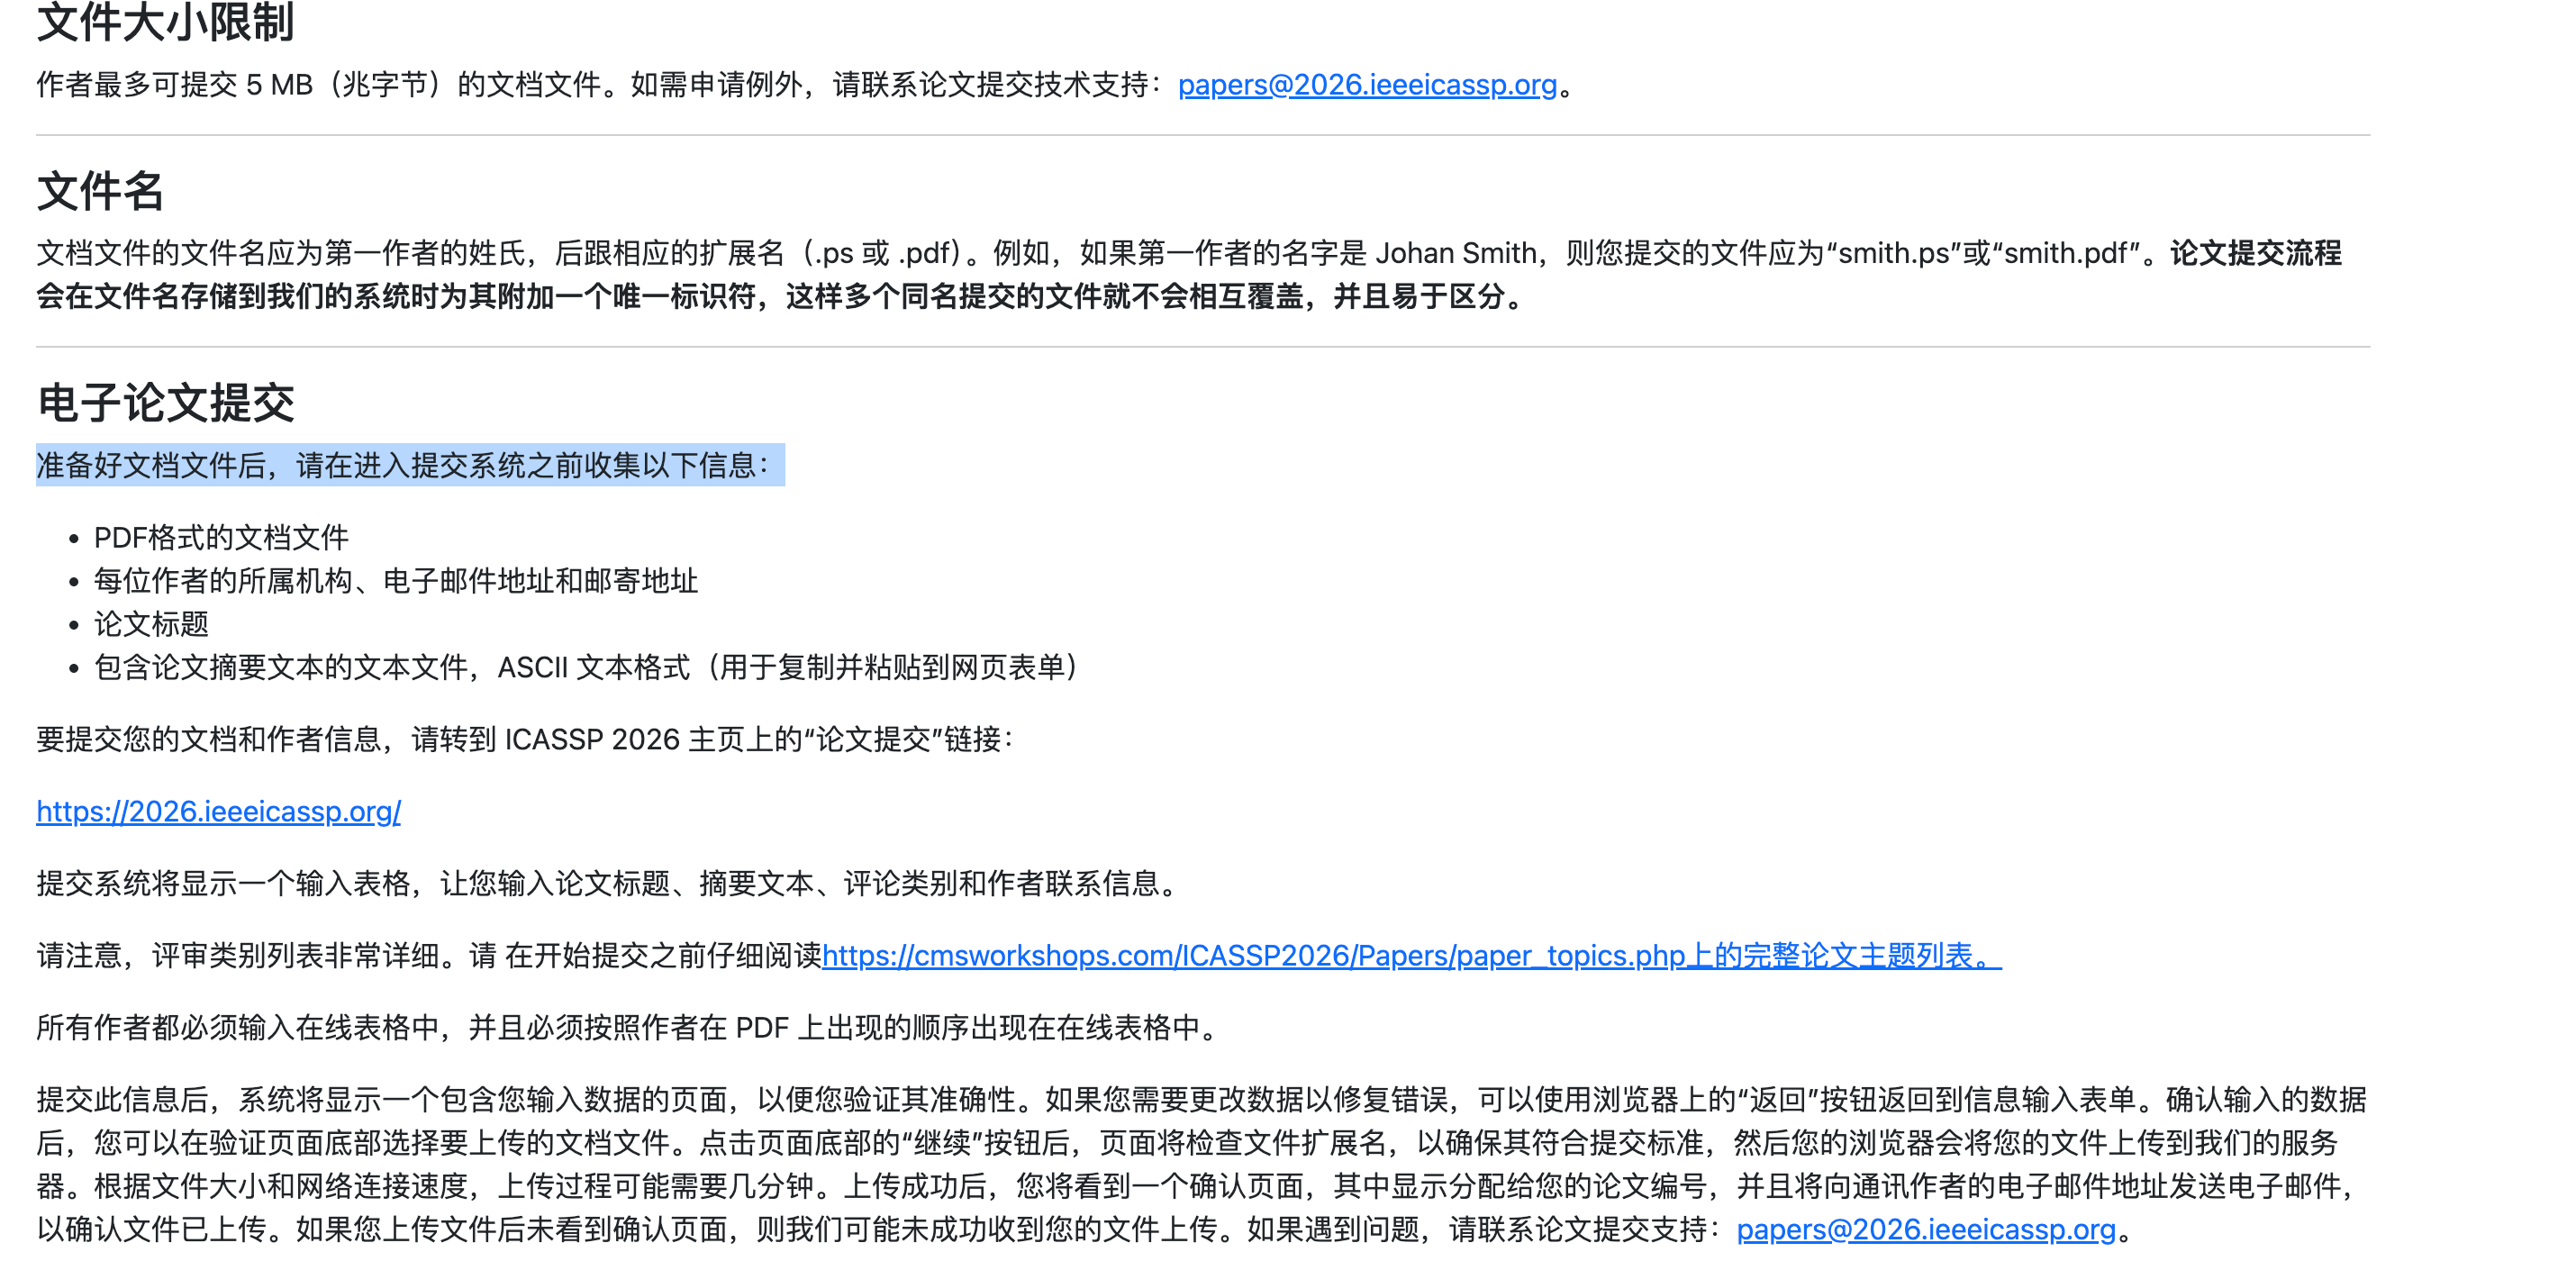 文件大小限制
作者最多可提交 5 MB（兆字节）的文档文件。如需申请例外，请联系论文提交技术支持：papers@2026.ieeeicassp.org。
文件名
文档文件的文件名应为第一作者的姓氏，后跟相应的扩展名（.ps 或 .pdf）。例如，如果第一作者的名字是 Johan Smith，则您提交的文件应为“smith.ps”或“smith.pdf”。论文提交流程
会在文件名存储到我们的系统时为其附加一个唯一标识符，这样多个同名提交的文件就不会相互覆盖，并且易于区分。
电子论文提交
准备好文档文件后，请在进入提交系统之前收集以下信息：
• PDF格式的文档文件
• 每位作者的所属机构、电子邮件地址和邮寄地址
• 论文标题
• 包含论文摘要文本的文本文件，ASCII 文本格式（用于复制并粘贴到网页表单）
要提交您的文档和作者信息，请转到 ICASSP 2026 主页上的“论文提交”链接：
https://2026.ieeeicassp.org/
提交系统将显示一个输入表格，让您输入论文标题、摘要文本、评论类别和作者联系信息。
请注意，评审类别列表非常详细。请 在开始提交之前仔细阅读https://cmsworkshops.com/ICASSP2026/Papers/paper_topics.php上的完整论文主题列表。
所有作者都必须输入在线表格中，并且必须按照作者在 PDF 上出现的顺序出现在在线表格中。
提交此信息后，系统将显示一个包含您输入数据的页面，以便您验证其准确性。如果您需要更改数据以修复错误，可以使用浏览器上的“返回”按钮返回到信息输入表单。确认输入的数据
后，您可以在验证页面底部选择要上传的文档文件。点击页面底部的“继续”按钮后，页面将检查文件扩展名，以确保其符合提交标准，然后您的浏览器会将您的文件上传到我们的服务
器。根据文件大小和网络连接速度，上传过程可能需要几分钟。上传成功后，您将看到一个确认页面，其中显示分配给您的论文编号，并且将向通讯作者的电子邮件地址发送电子邮件，
以确认文件已上传。如果您上传文件后未看到确认页面，则我们可能未成功收到您的文件上传。如果遇到问题，请联系论文提交支持：papers@2026.ieeeicassp.org。